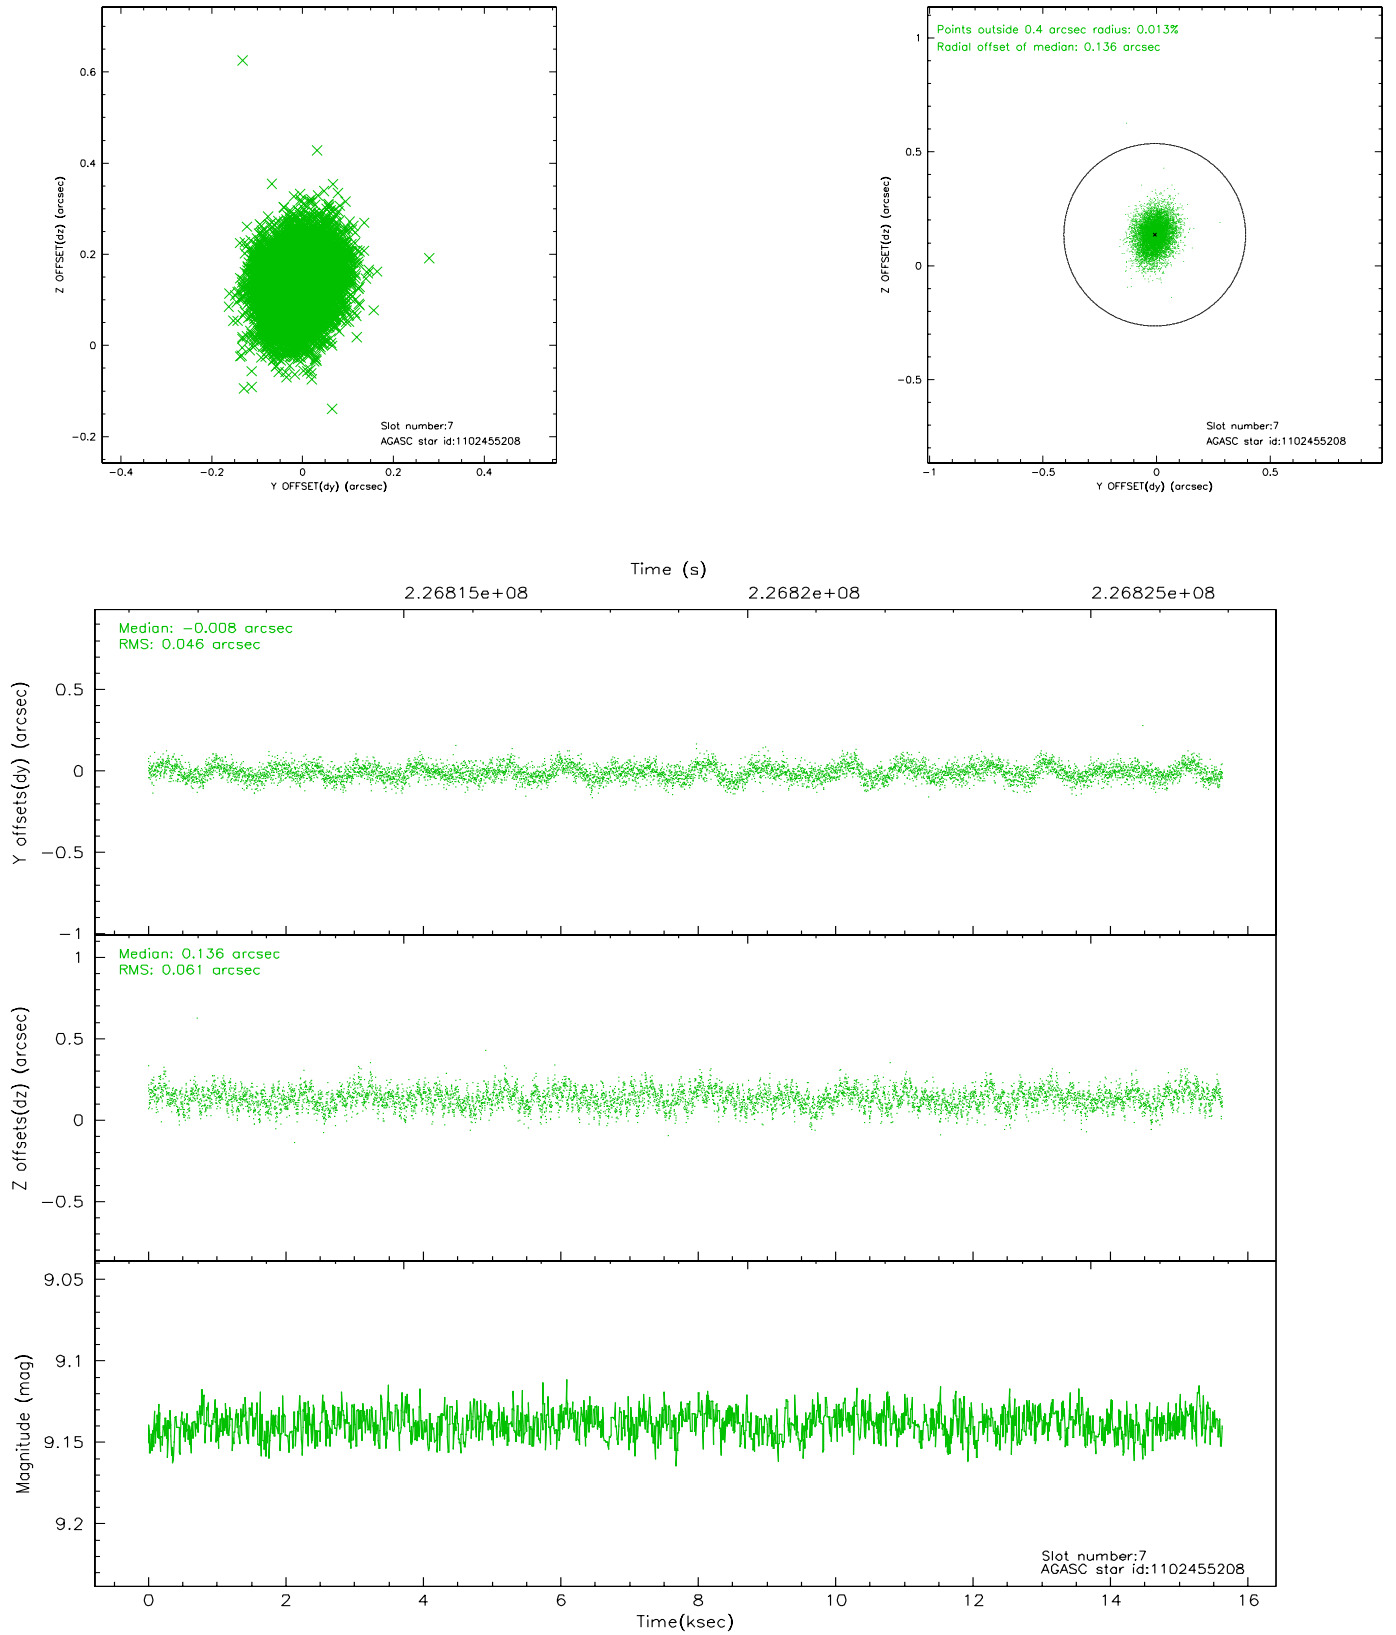 0.6
0.4
0.2
0
−0.2
Z OFFSET(dz) (arcsec)
Slot number:7
AGASC star id:1102455208
−0.4 −0.2 0 0.2 0.4
Y OFFSET(dy) (arcsec)
Points outside 0.4 arcsec radius: 0.013%
Radial offset of median: 0.136 arcsec
1
0.5
0
−0.5
Z OFFSET(dz) (arcsec)
Slot number:7
AGASC star id:1102455208
−1 −0.5 0 0.5
Y OFFSET(dy) (arcsec)
Time (s)
2.26815e+08 2.2682e+08 2.26825e+08
Median: −0.008 arcsec
RMS: 0.046 arcsec
0.5
0
−0.5
−1
Y offsets(dy) (arcsec)
Median: 0.136 arcsec
RMS: 0.061 arcsec
1
0.5
0
−0.5
Z offsets(dz) (arcsec)
9.05
9.1
9.15
9.2
Magnitude (mag)
Slot number:7
AGASC star id:1102455208
0 2 4 6 8 10 12 14 16
Time(ksec)